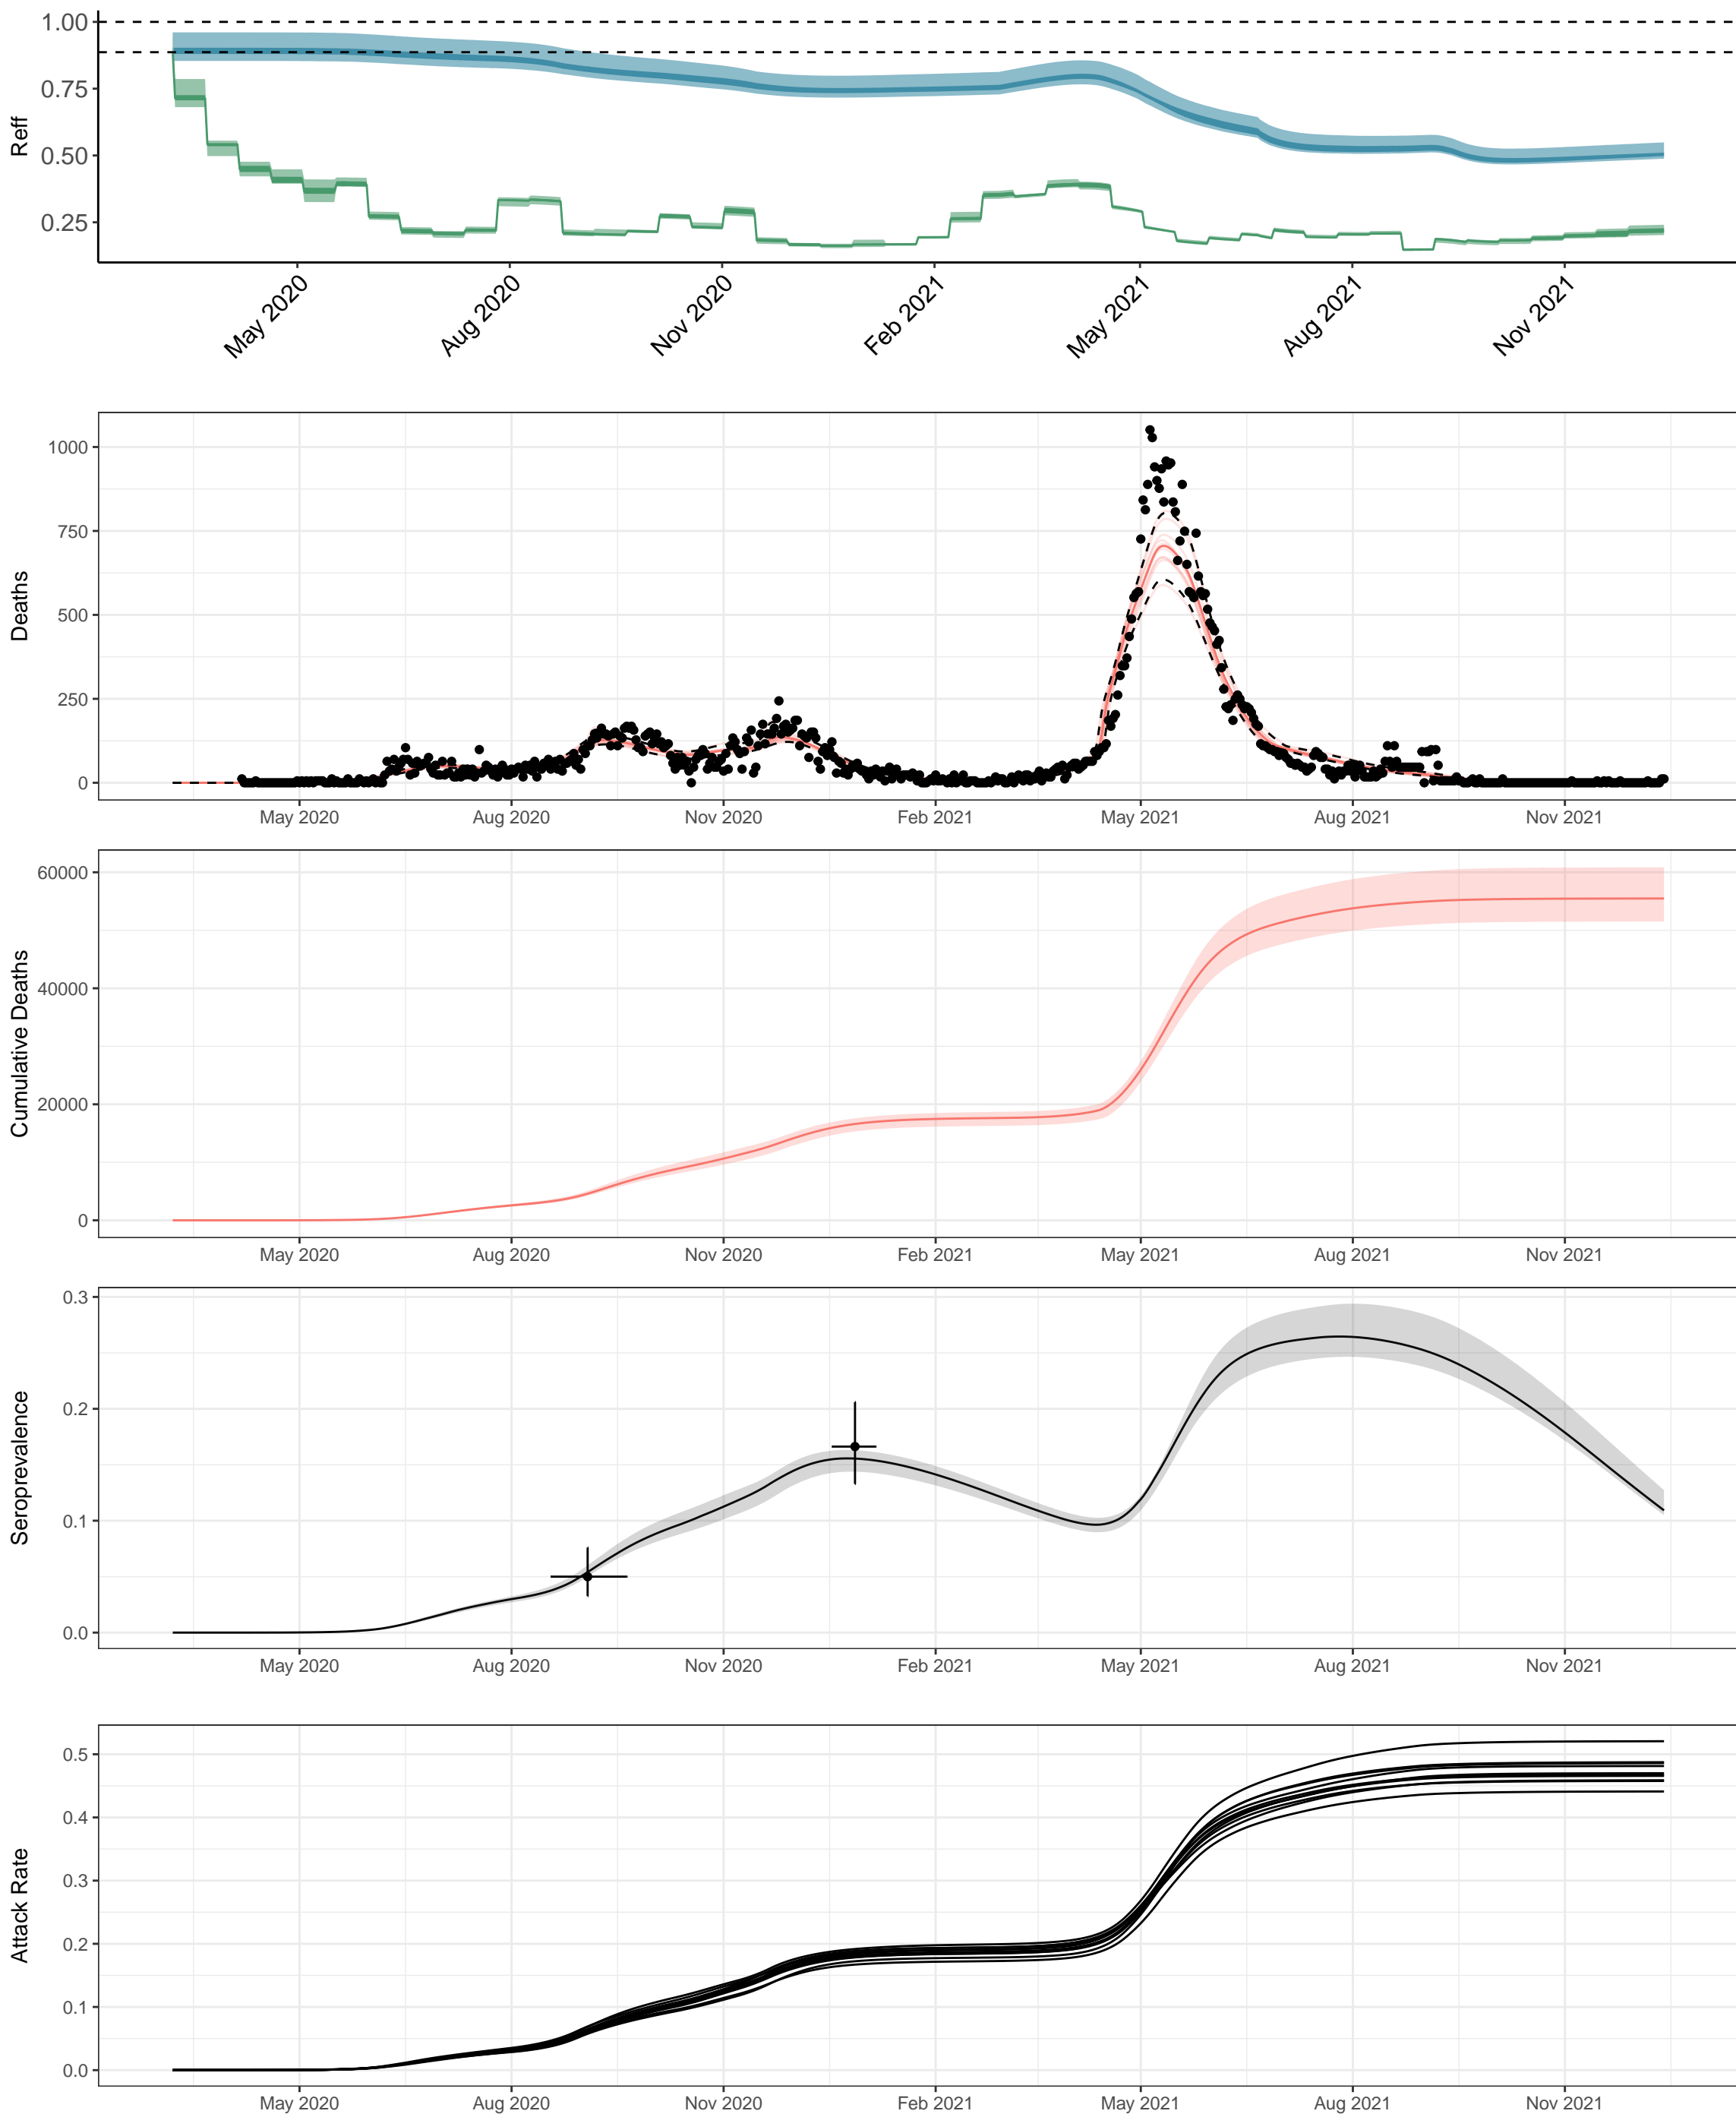 Reff
1.00
0.75
0.50
0.25
May 2020
Aug 2020
Nov 2020
Feb 2021
May 2021
Aug 2021
Nov 2021
Deaths
1000
750
500
250
0
May 2020
Aug 2020
Nov 2020
Feb 2021
May 2021
Aug 2021
Nov 2021
Cumulative Deaths
60000
40000
20000
0
May 2020
Aug 2020
Nov 2020
Feb 2021
May 2021
Aug 2021
Nov 2021
Seroprevalence
0.3
0.2
0.1
0.0
May 2020
Aug 2020
Nov 2020
Feb 2021
May 2021
Aug 2021
Nov 2021
Attack Rate
0.5
0.4
0.3
0.2
0.1
0.0
May 2020
Aug 2020
Nov 2020
Feb 2021
May 2021
Aug 2021
Nov 2021